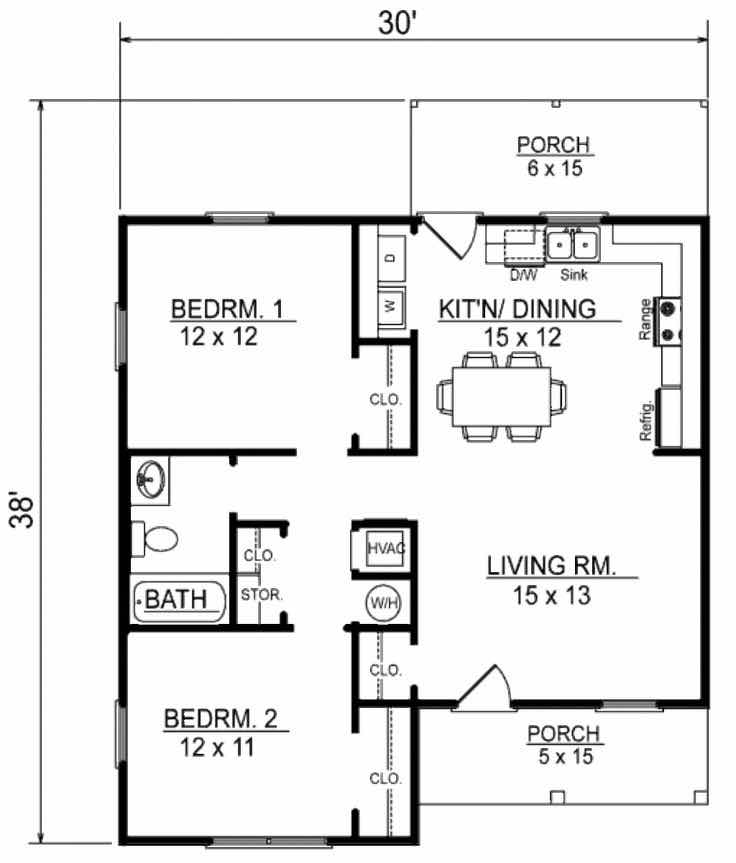 30'
PORCH
6 x 15
D
D/W
Sink
W
BEDRM. 1
12 x 12
KIT'N/ DINING
15 x 12
Range
CLO.
Refrig.
38'
HVAC
CLO.
LIVING RM.
15 x 13
STOR.
BATH
W/H
CLO.
BEDRM. 2
12 x 11
PORCH
5 x 15
CLO.